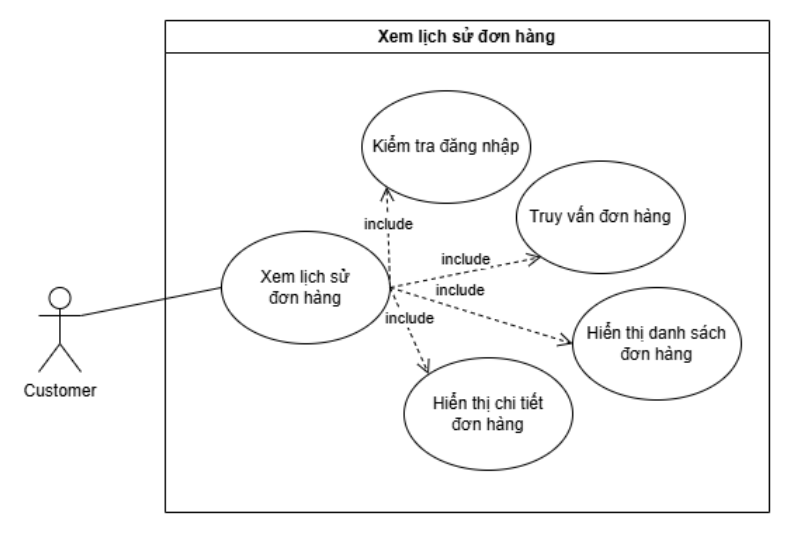 Xem lịch sử đơn hàng
Kiểm tra đăng nhập
Truy vấn đơn hàng
include
include
include
Xem lịch sử
đơn hàng
include
Hiển thị danh sách
đơn hàng
Customer
Hiển thị chi tiết
đơn hàng